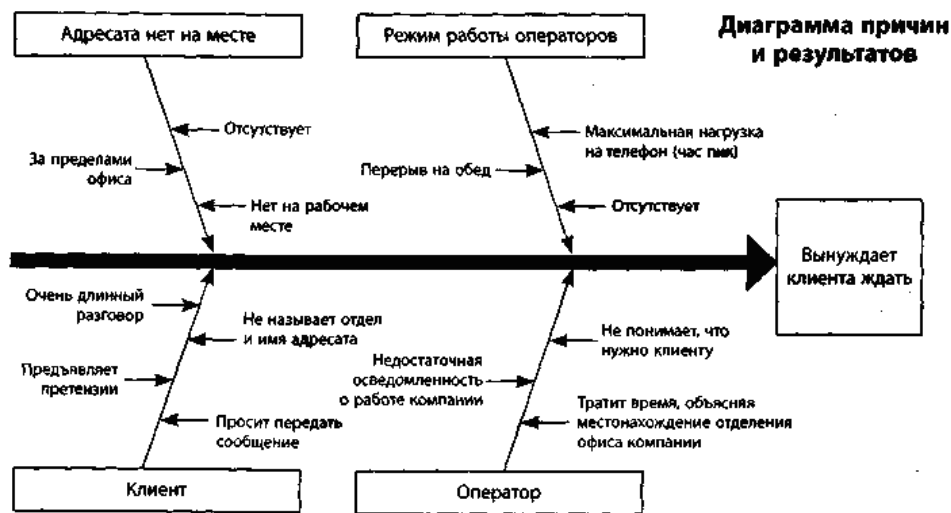 Адресата нет на месте
Режим работы операторов
Диаграмма причин
и результатов
Отсутствует
За пределами
офиса
Нет на рабочем
месте
Максимальная нагрузка
на телефон (час пик)
Перерыв на обед
Отсутствует
Вынуждает
клиента ждать
Очень длинный
разговор
Не называет отдел
и имя адресата
Предъявляет
претензии
Просит передать
сообщение
Не понимает, что
нужно клиенту
Недостаточная
осведомленность
о работе компании
Тратит время, объясняя
местонахождение отделения
офиса компании
Клиент
Оператор